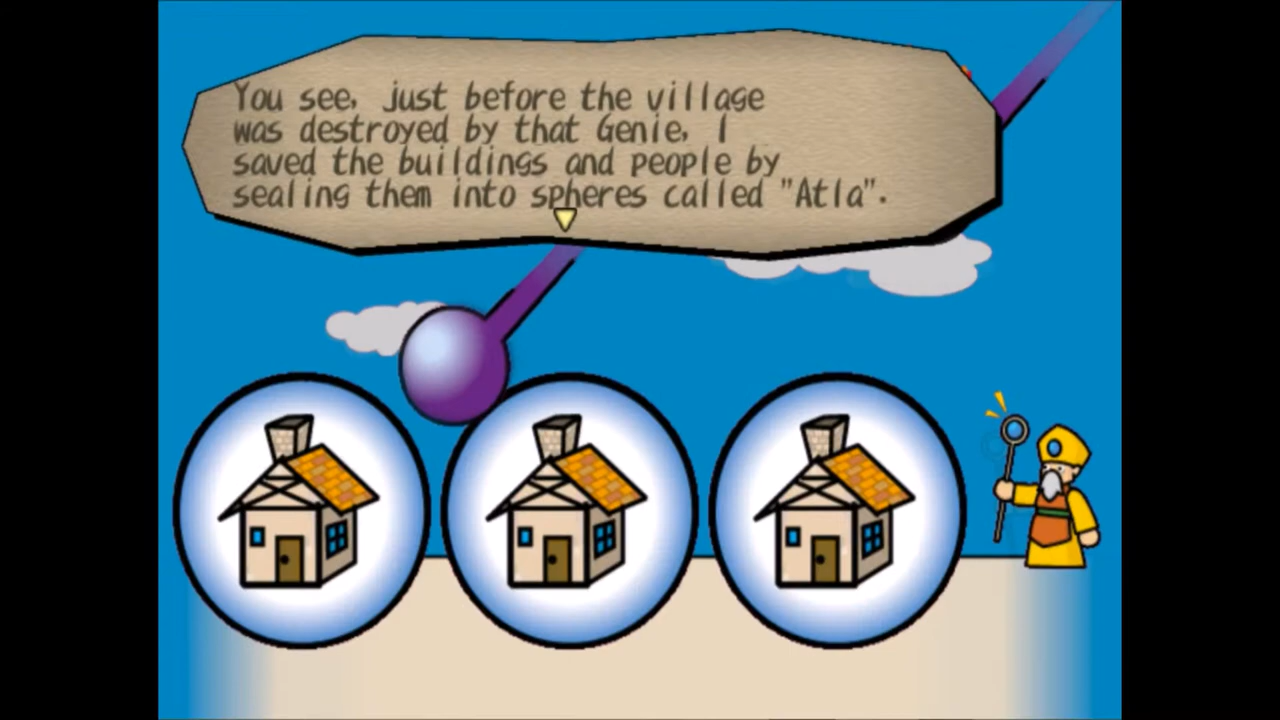 You see, just before the village
was destroyed by that Genie, I
saved the buildings and people by
sealing them into spheres called "Atla".